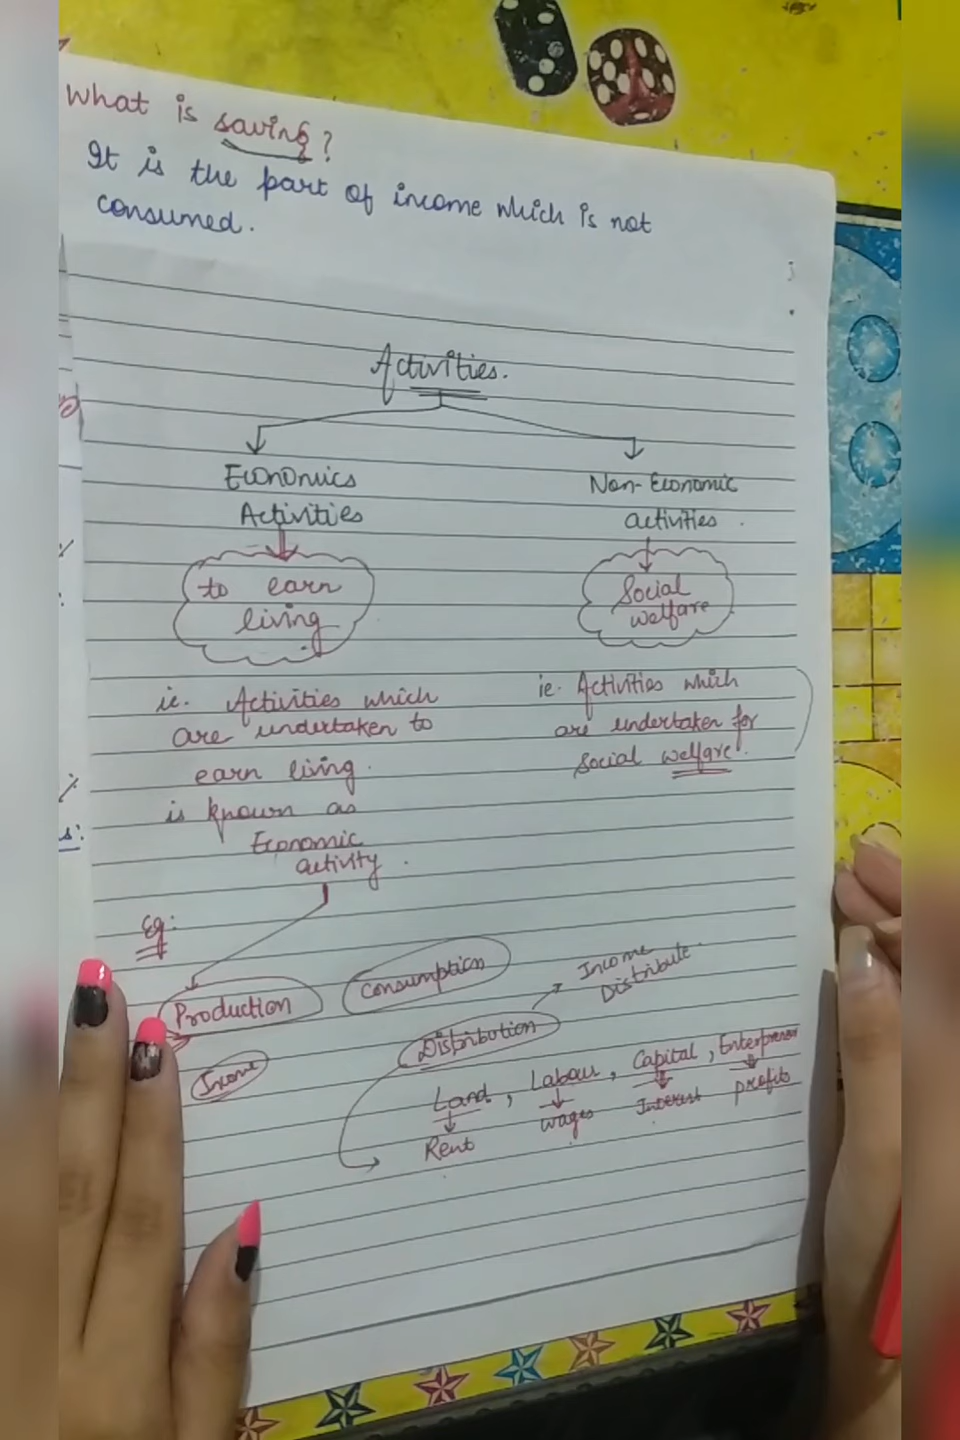 What is saving?
It is the part of income which is not
consumed.
Activities.
Economics
Activities
to earn
living
ie. Activities which
are undertaken to
earn living.
is known as
Economic
activity.
Non-Economic
activities.
Social
welfare
ie. Activities which
are undertaken for
Social welfare.
Eg:
Production
Consumption
Income
Distribution
Income
Distribute
Land, Labour, Capital, Enterprenor
Rent wages Interest profits
s: